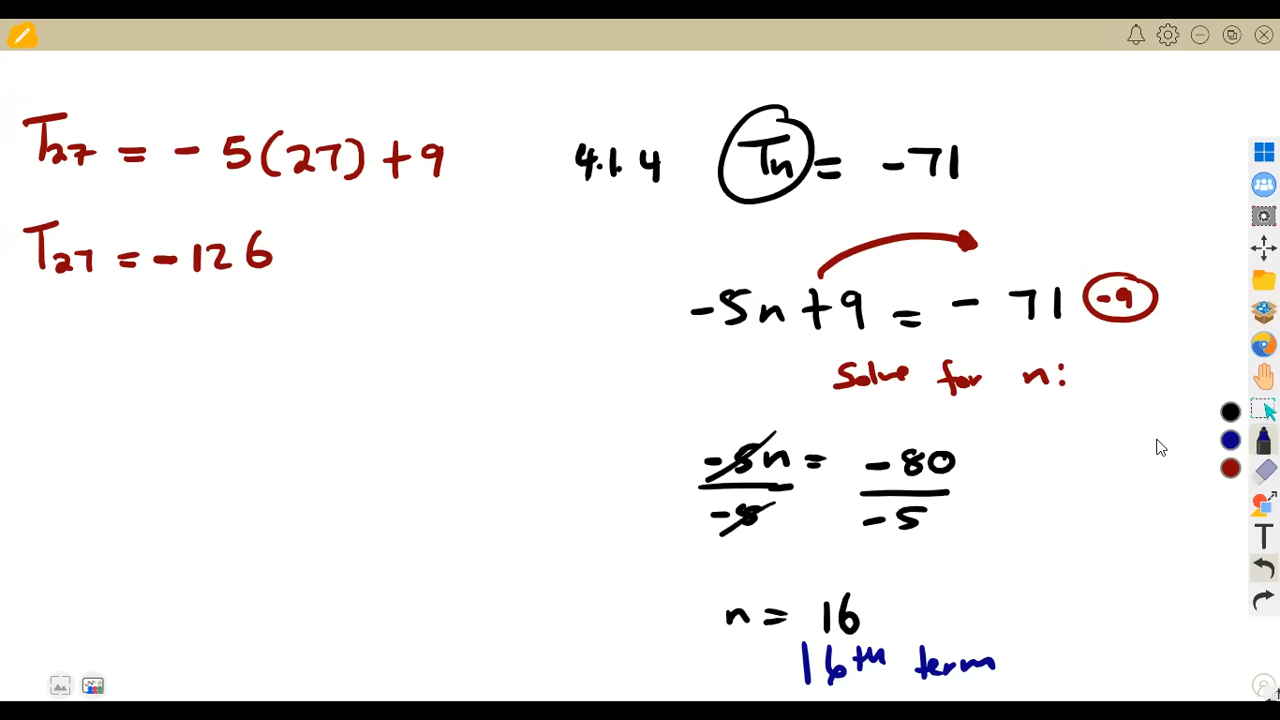 T27 = - 5(27) + 9
T27 = - 126
4.1.4 Tn = -71
-5n + 9 = - 71 -9
Solve for n:
-5n = -80
-5 -5
n = 16
16th term
T